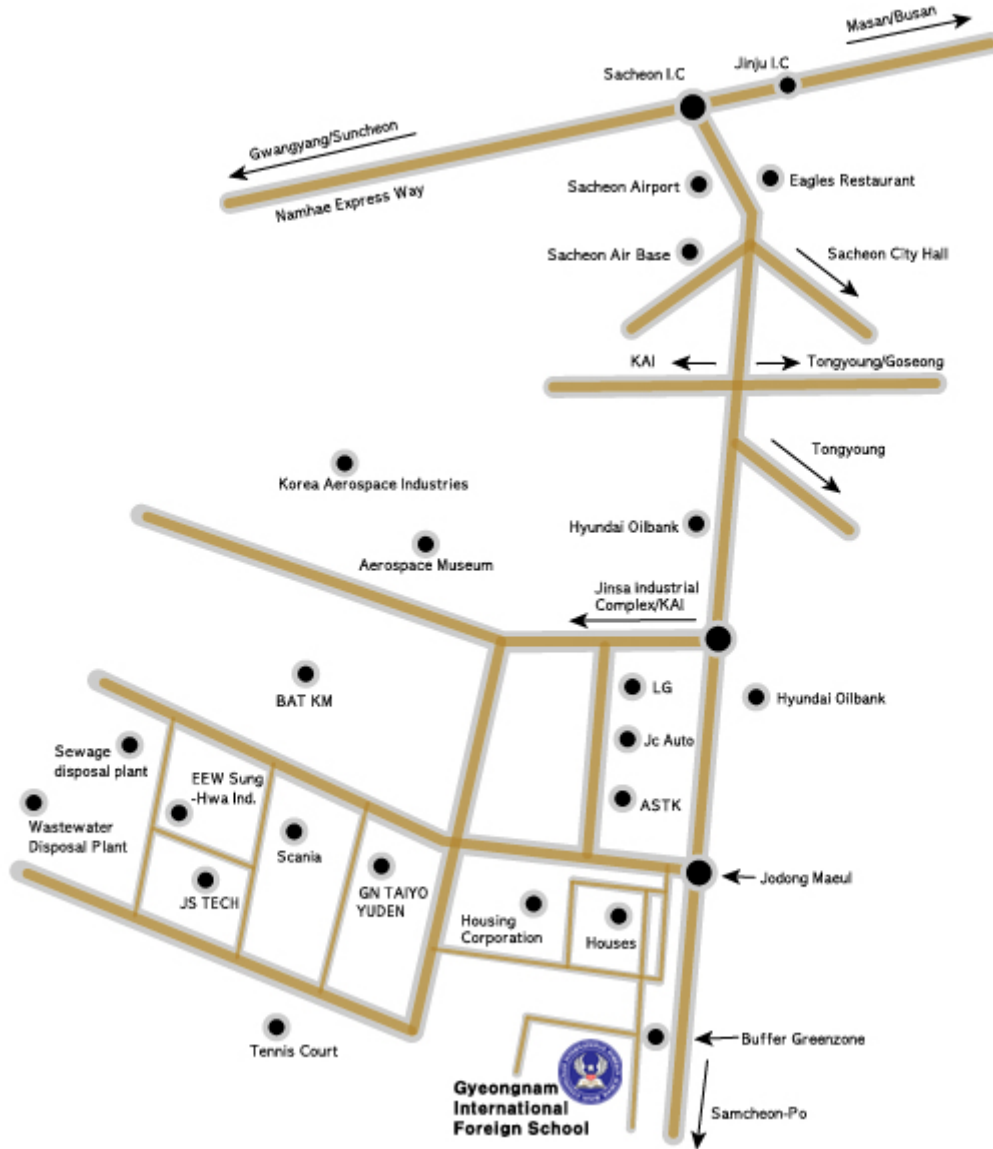 Masan/Busan
Jinju I.C
Sacheon I.C
Gwangyang/Suncheon
Namhae Express Way
Sacheon Airport
Eagles Restaurant
Sacheon Air Base
Sacheon City Hall
KAI
Tongyoung/Goseong
Tongyoung
Korea Aerospace Industries
Hyundai Oilbank
Aerospace Museum
Jinsa Industrial
Complex/KAI
BAT KM
LG
Hyundai Oilbank
Jc Auto
Sewage
disposal plant
EEW Sung
-Hwa Ind.
ASTK
Wastewater
Disposal Plant
Scania
JS TECH
GN TAIYO
YUDEN
Jodong Maeul
Housing
Corporation
Houses
Tennis Court
Buffer Greenzone
Gyeongnam
International
Foreign School
Samcheon-Po